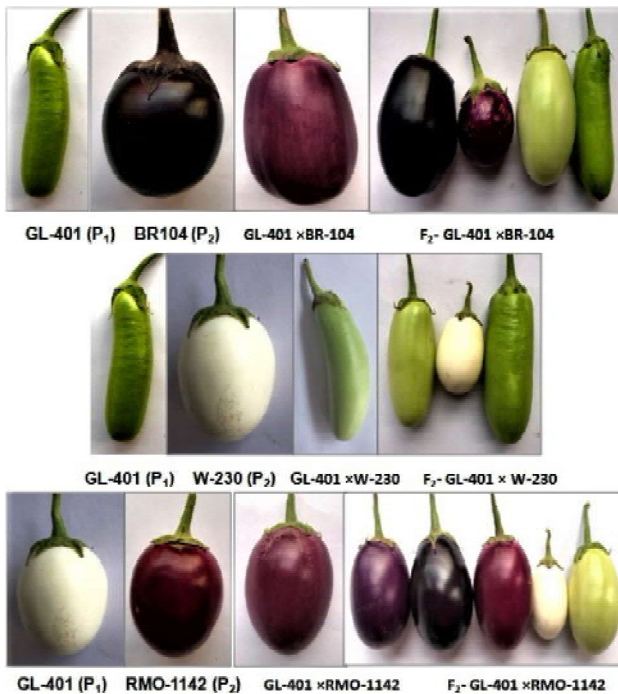 GL-401 (P₁) BR104 (P₂) GL-401 ×BR-104 F₂- GL-401 ×BR-104
GL-401 (P₁) W-230 (P₂) GL-401 ×W-230 F₂- GL-401 × W-230
GL-401 (P₁) RMO-1142 (P₂) GL-401 ×RMO-1142 F₂- GL-401 ×RMO-1142